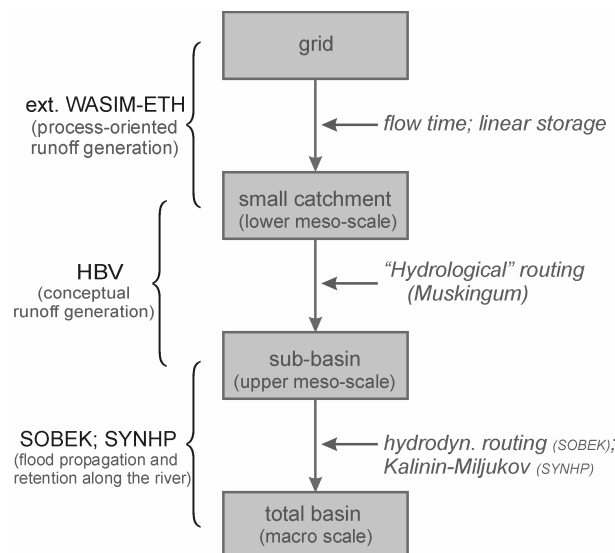 grid
ext. WASIM-ETH
(process-oriented
runoff generation)
flow time; linear storage
small catchment
(lower meso-scale)
HBV
(conceptual
runoff generation)
“Hydrological” routing
(Muskingum)
sub-basin
(upper meso-scale)
SOBEK; SYNHP
(flood propagation and
retention along the river)
hydrodyn. routing (SOBEK);
Kalinin-Miljukov (SYNHP)
total basin
(macro scale)